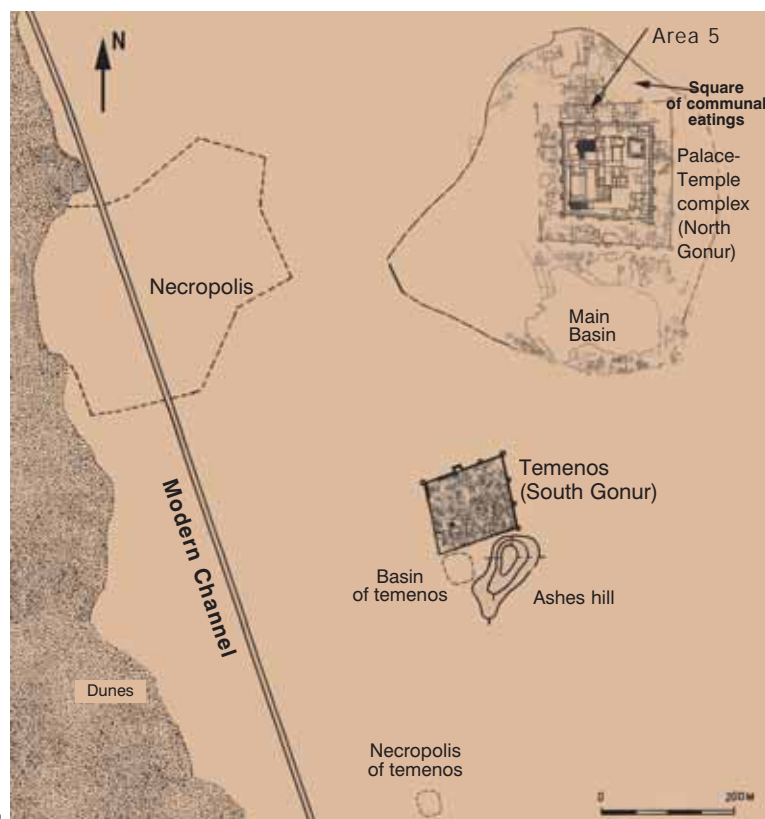 N
Area 5
Square
of communal
eatings
Palace-
Temple
complex
(North
Gonur)
Necropolis
Main
Basin
Temenos
(South Gonur)
Modern Channel
Basin
of temenos
Ashes hill
Dunes
Necropolis
of temenos
0 200M